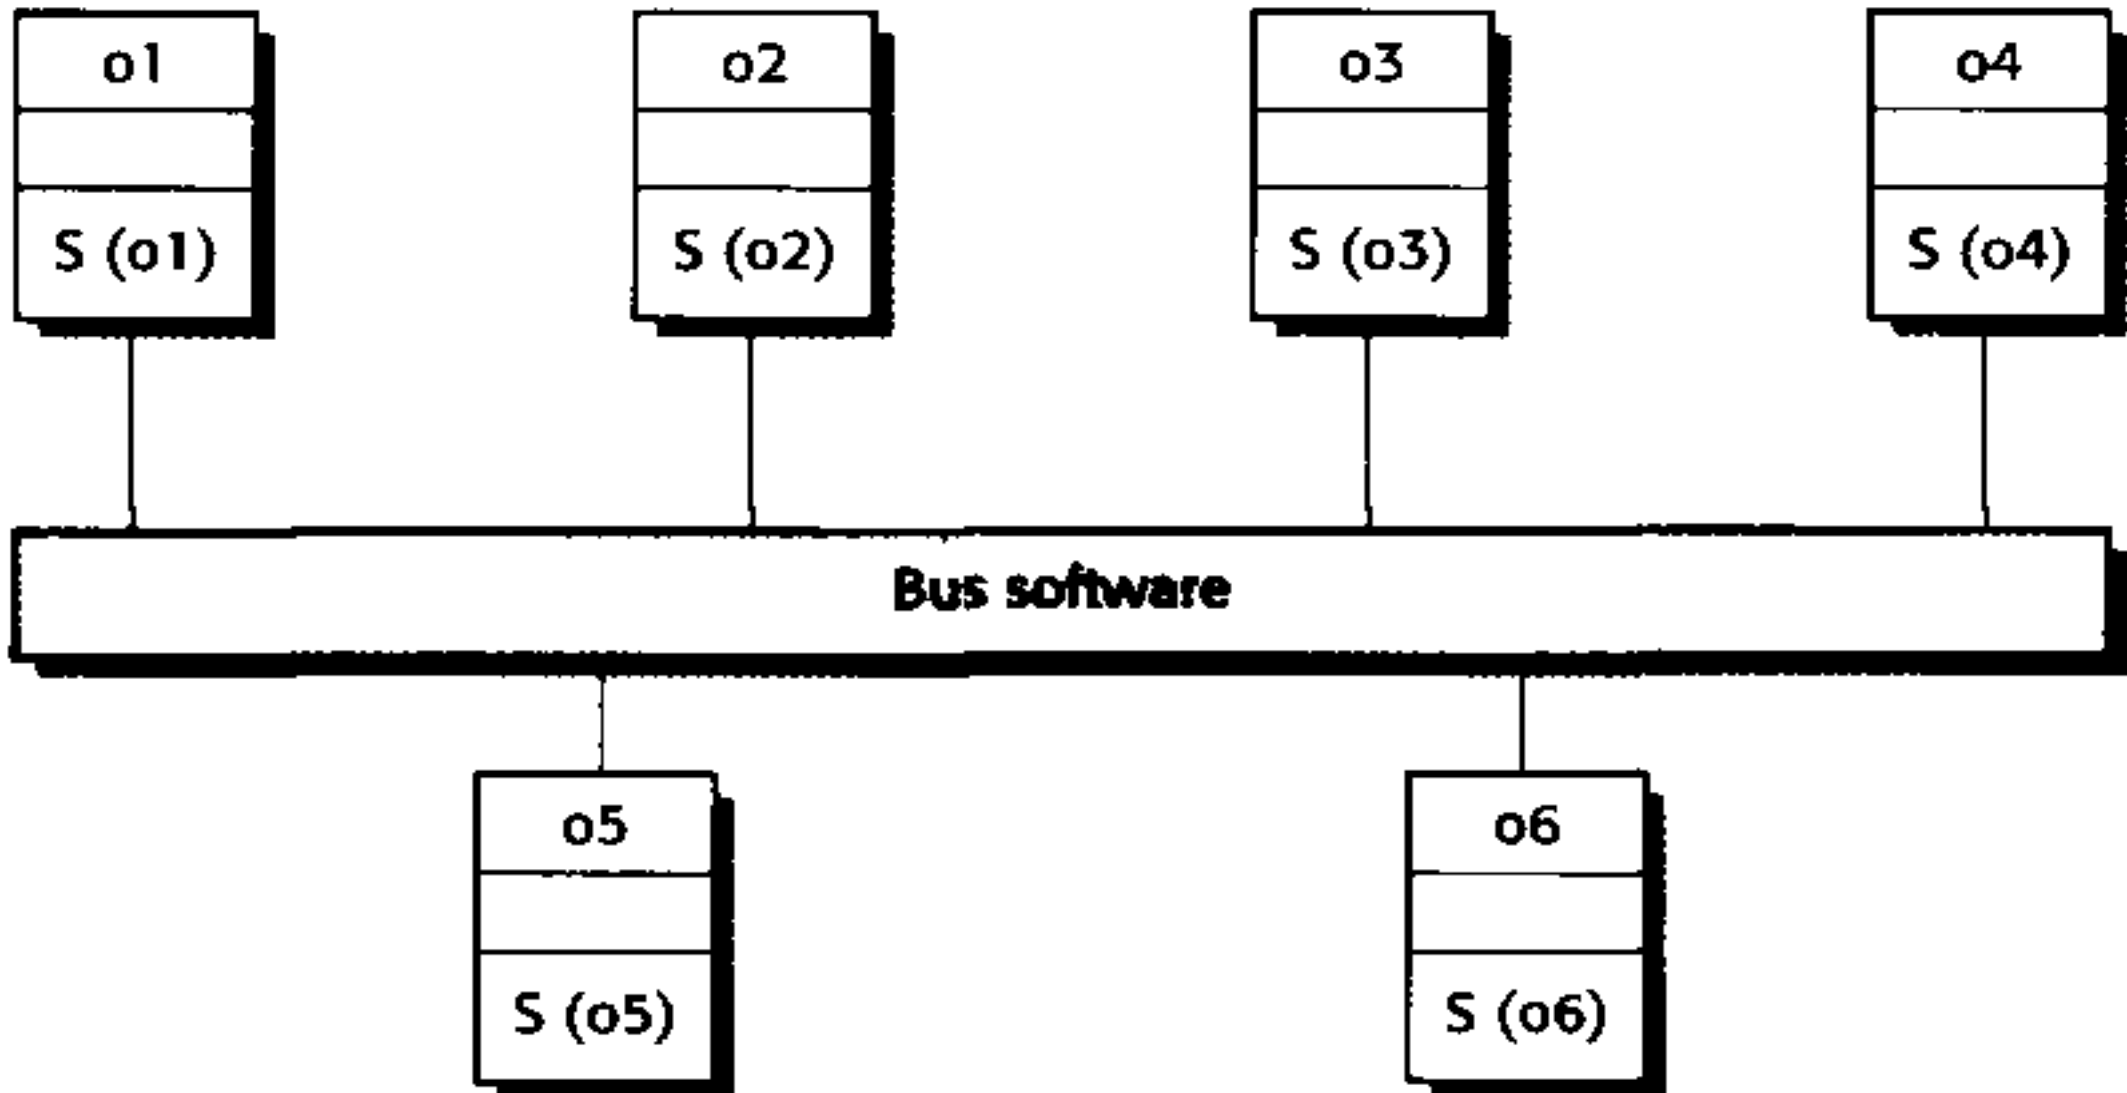 o1
o2
o3
o4
S (o1)
S (o2)
S (o3)
S (o4)
Bus software
o5
o6
S (o5)
S (o6)